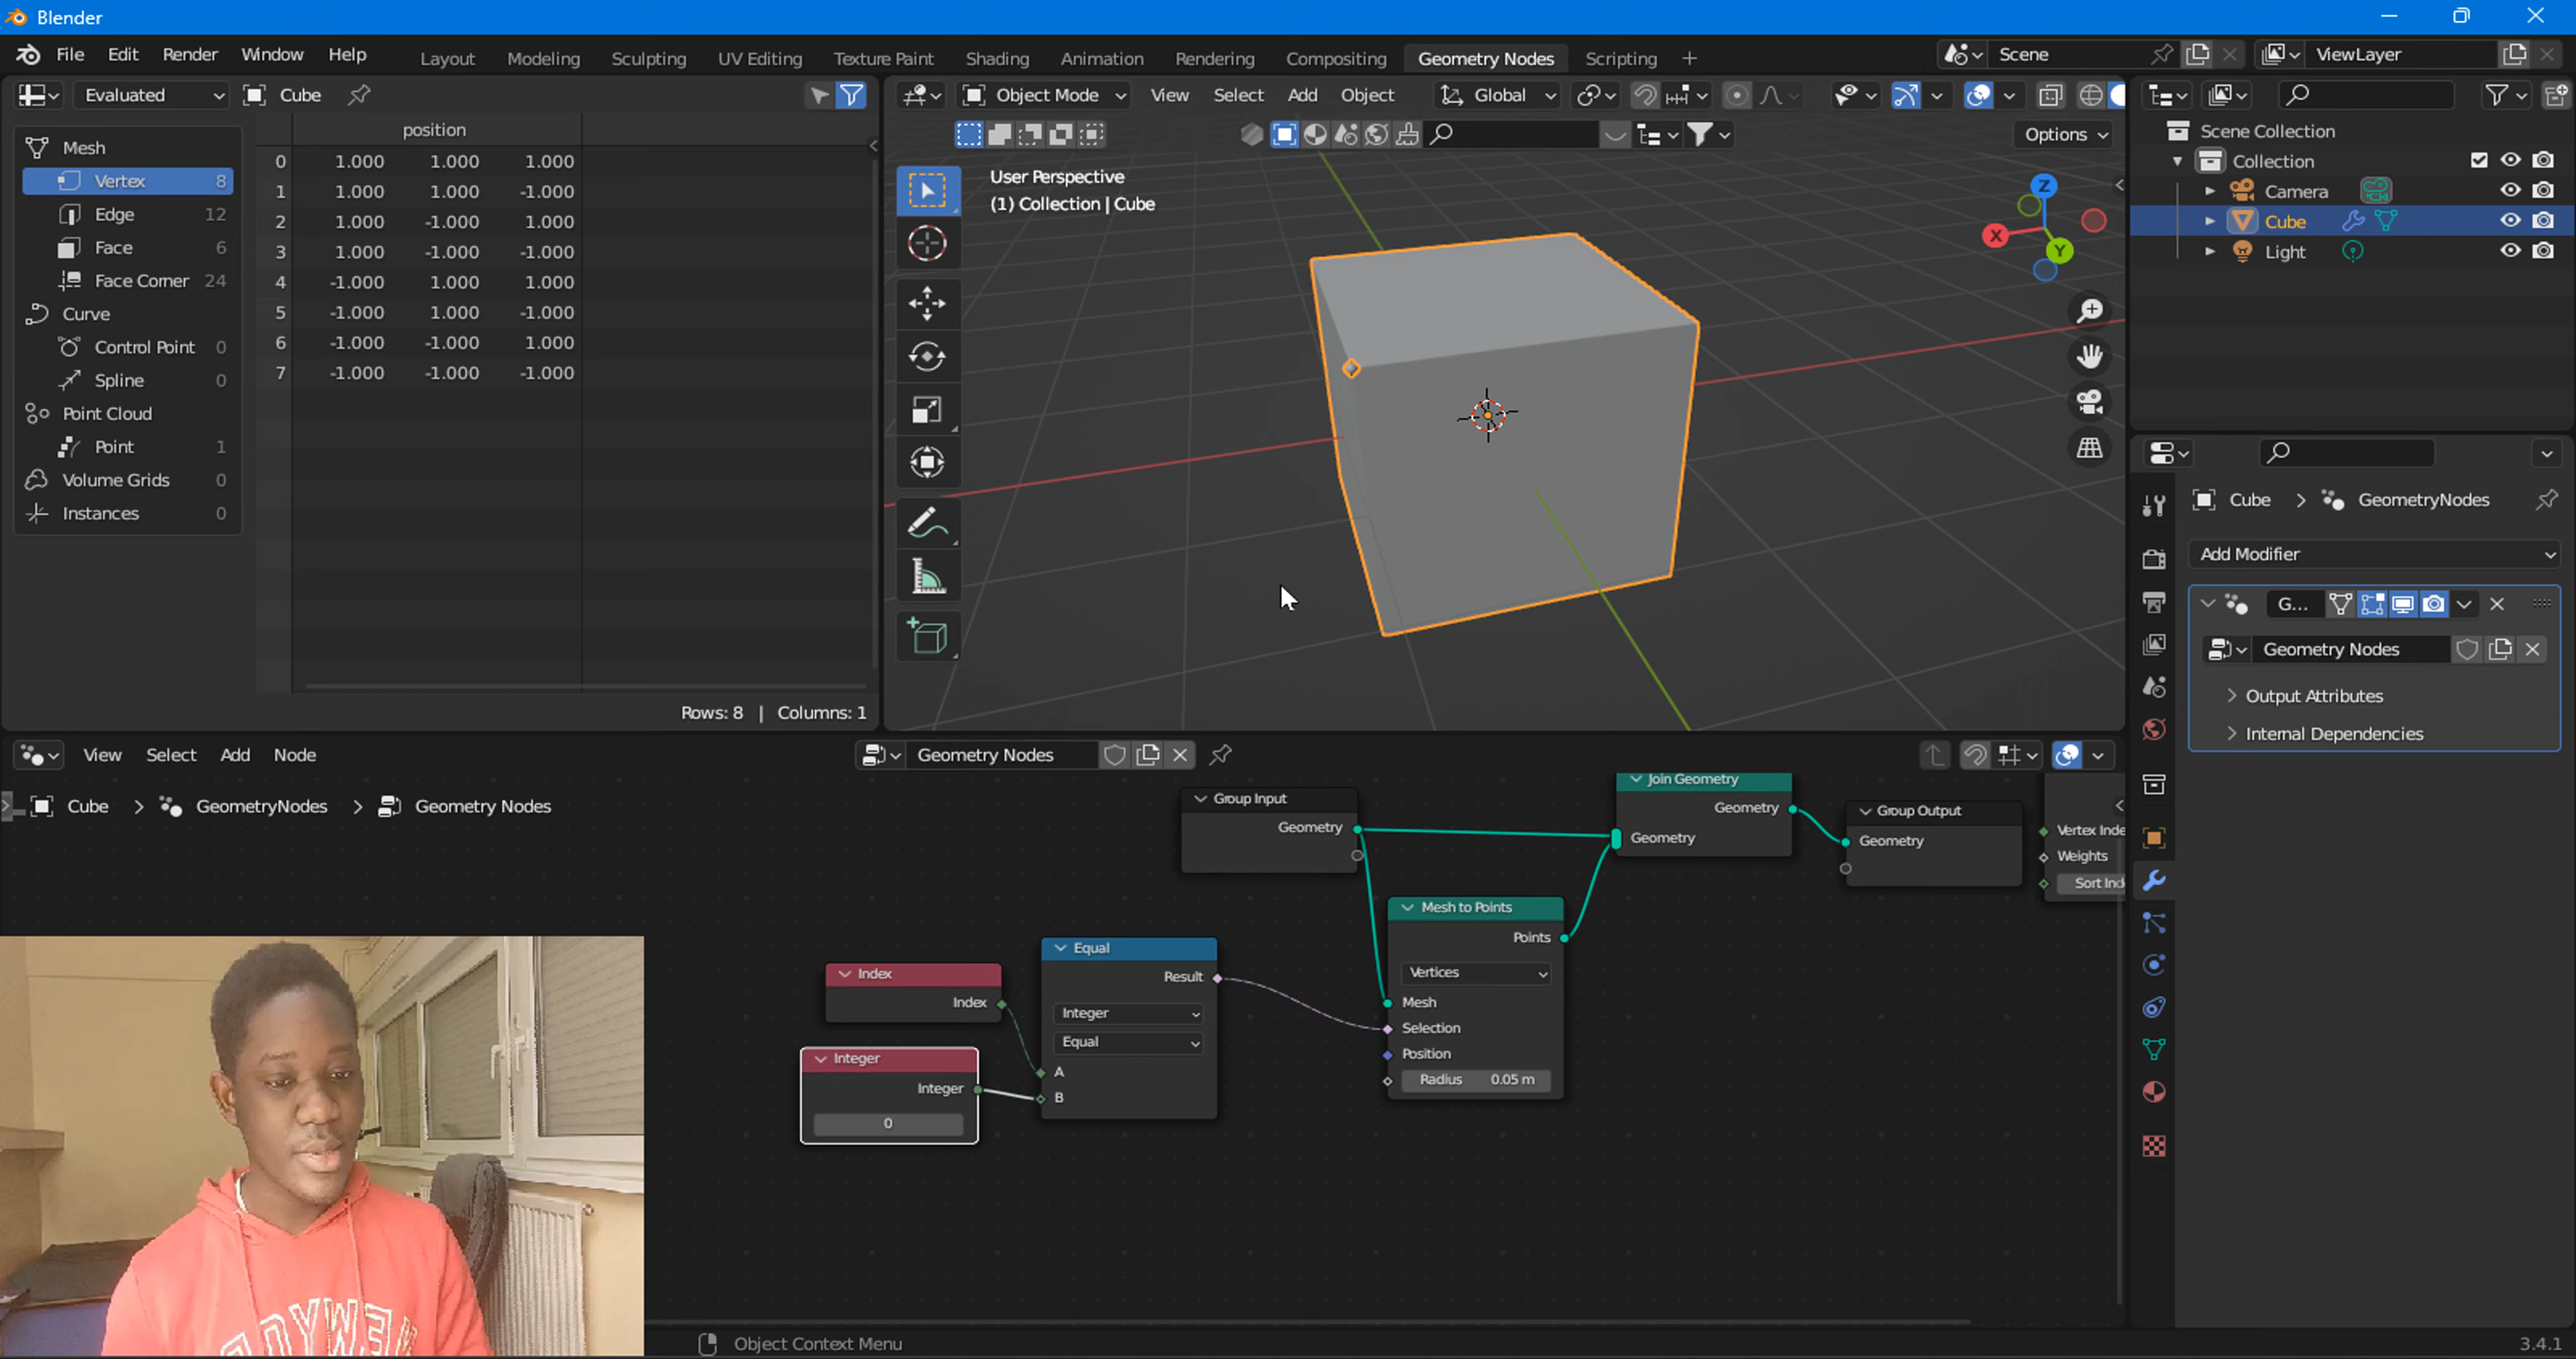 Blender
File Edit Render Window Help Layout Modeling Sculpting UV Editing Texture Paint Shading Animation Rendering Compositing Geometry Nodes Scripting + Scene ViewLayer
Evaluated Cube
position
Mesh
Vertex 8
Edge 12
Face 6
Face Corner 24
Curve
Control Point 0
Spline 0
Point Cloud
Point 1
Volume Grids 0
Instances 0
0 1.000 1.000 1.000
1 1.000 1.000 -1.000
2 1.000 -1.000 1.000
3 1.000 -1.000 -1.000
4 -1.000 1.000 1.000
5 -1.000 1.000 -1.000
6 -1.000 -1.000 1.000
7 -1.000 -1.000 -1.000
Rows: 8 | Columns: 1
Object Mode View Select Add Object Global
Options
User Perspective
(1) Collection | Cube
Z
X
Y
Scene Collection
Collection
Camera
Cube
Light
Cube > GeometryNodes
Add Modifier
G...
Geometry Nodes
Output Attributes
Internal Dependencies
View Select Add Node Geometry Nodes
Cube > GeometryNodes > Geometry Nodes
Group Input
Geometry
Join Geometry
Geometry
Geometry
Group Output
Geometry
Vertex Inde
Weights
Sort Ind
Mesh to Points
Points
Vertices
Mesh
Selection
Position
Radius 0.05 m
Equal
Result
Integer
Equal
A
B
Index
Index
Integer
Integer
0
Object Context Menu
3.4.1